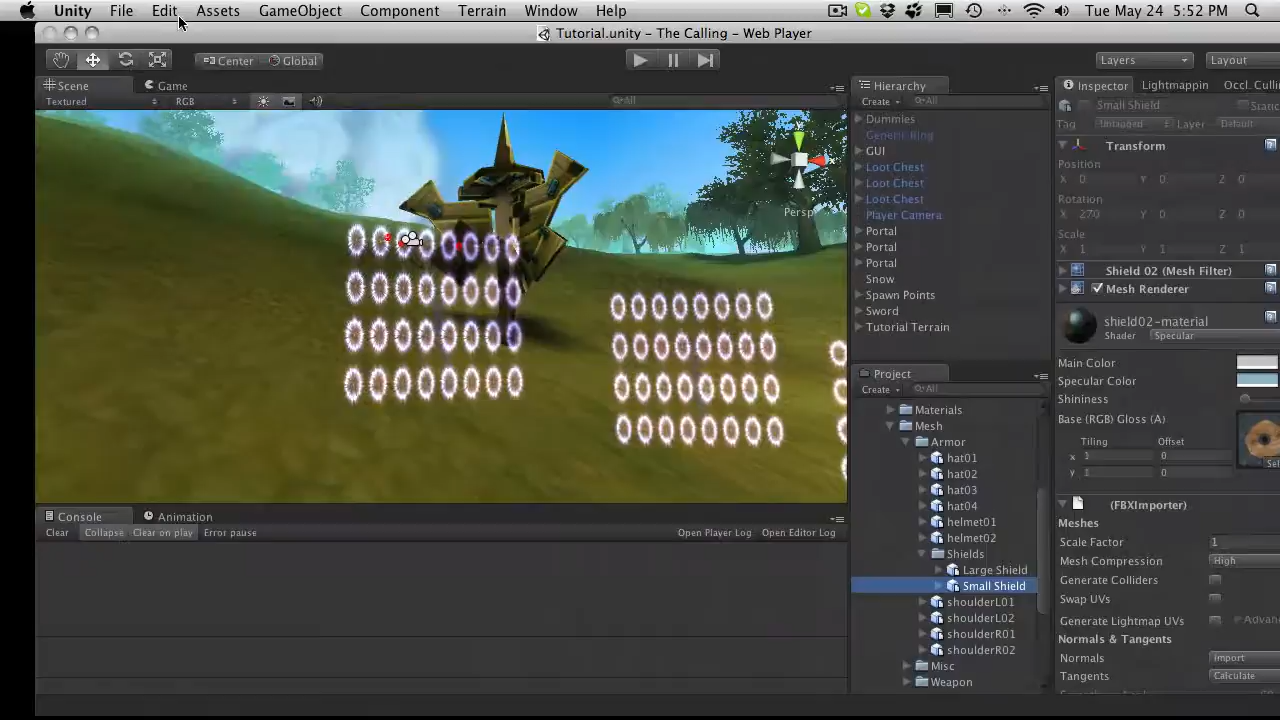 Unity File Edit Assets GameObject Component Terrain Window Help Tue May 24 5:52 PM
Tutorial.unity - The Calling - Web Player
Center Global Layers Layout
Scene Game Hierarchy Inspector Lightmappin Occl. Culli
Textured RGB All Create All Small Shield Static
Tag Untagged Layer Default
Dummies
Generic Ring
GUI
Loot Chest
Loot Chest
Loot Chest
Player Camera
Portal
Portal
Portal
Snow
Spawn Points
Sword
Tutorial Terrain
Persp
Transform
Position
X 0 Y 0 Z 0
Rotation
X 270 Y 0 Z 0
Scale
X 1 Y 1 Z 1
Shield 02 (Mesh Filter)
Mesh Renderer
shield02-material
Shader Specular
Main Color
Specular Color
Shininess
Base (RGB) Gloss (A)
Tiling Offset
x 1 0
y 1 0
Sel
Project
Create All
Materials
Mesh
Armor
hat01
hat02
hat03
hat04
helmet01
helmet02
Shields
Large Shield
Small Shield
shoulderL01
shoulderL02
shoulderR01
shoulderR02
Misc
Weapon
(FBXImporter)
Meshes
Scale Factor 1
Mesh Compression High
Generate Colliders
Swap UVs
Generate Lightmap UVs Advan
Normals & Tangents
Normals Import
Tangents Calculate
Console Animation
Clear Collapse Clear on play Error pause Open Player Log Open Editor Log